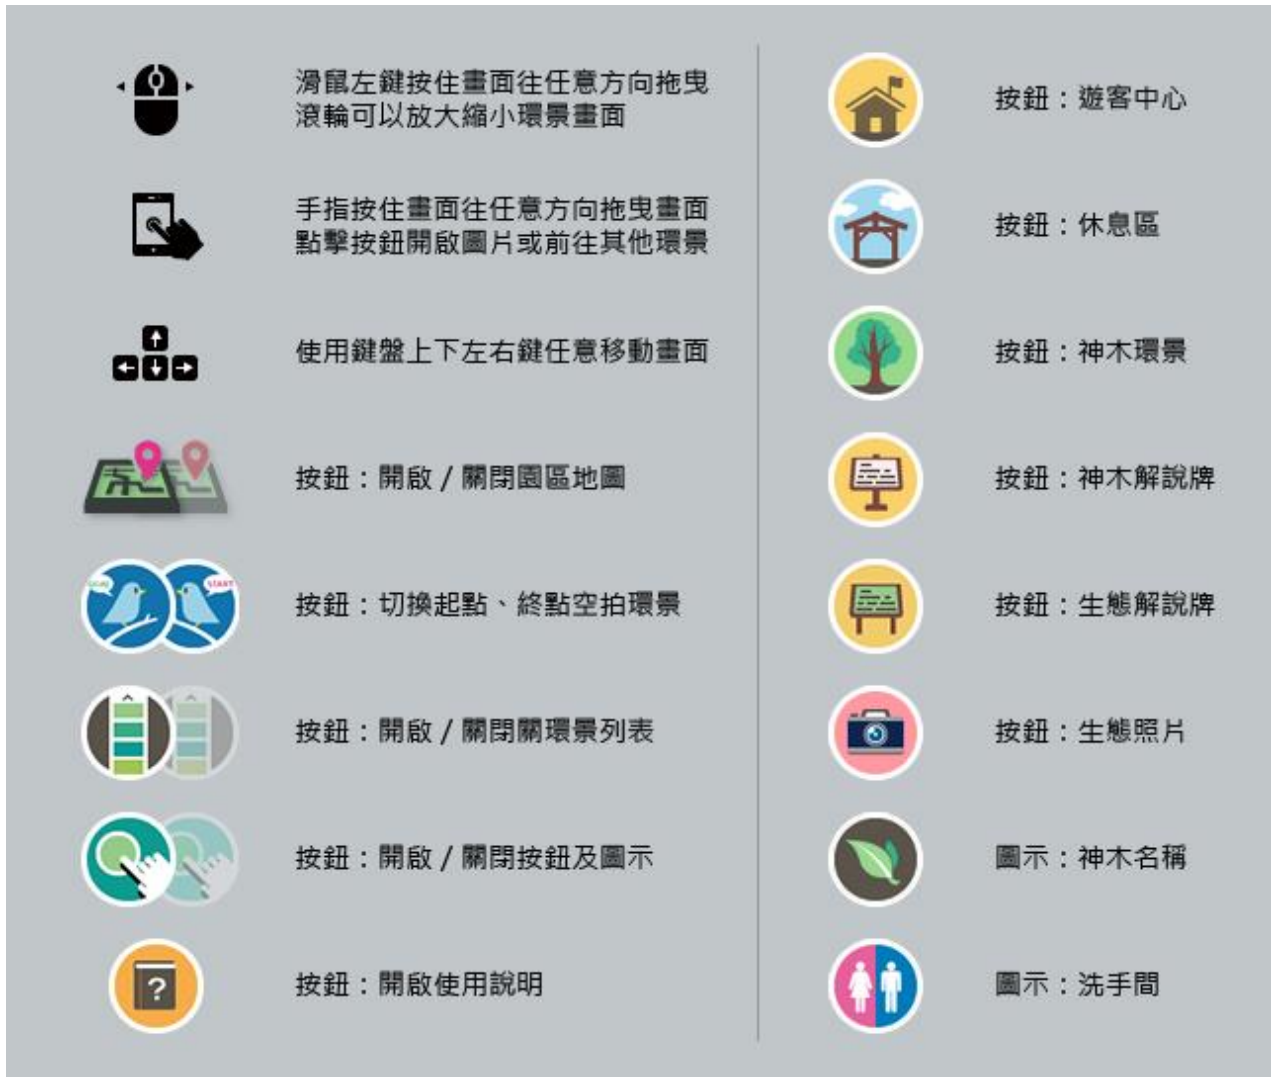 滑鼠左鍵按住畫面往任意方向拖曳
滾輪可以放大縮小環景畫面
手指按住畫面往任意方向拖曳畫面
點擊按鈕開啟圖片或前往其他環景
使用鍵盤上下左右鍵任意移動畫面
按鈕：開啟 / 關閉園區地圖
START
按鈕：切換起點、終點空拍環景
按鈕：開啟 / 關閉關環景列表
按鈕：開啟 / 關閉按鈕及圖示
?
按鈕：開啟使用說明
按鈕：遊客中心
按鈕：休息區
按鈕：神木環景
按鈕：神木解說牌
按鈕：生態解說牌
按鈕：生態照片
圖示：神木名稱
圖示：洗手間